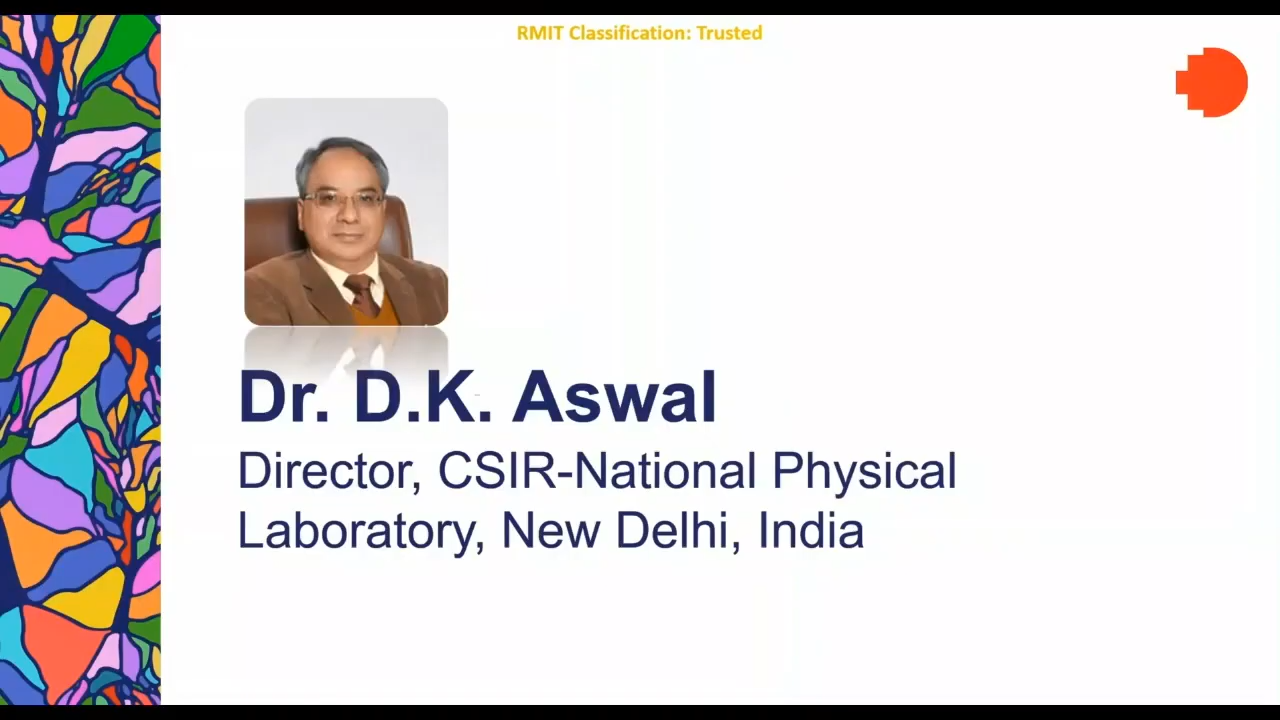 RMIT Classification: Trusted
Dr. D.K. Aswal
Director, CSIR-National Physical
Laboratory, New Delhi, India